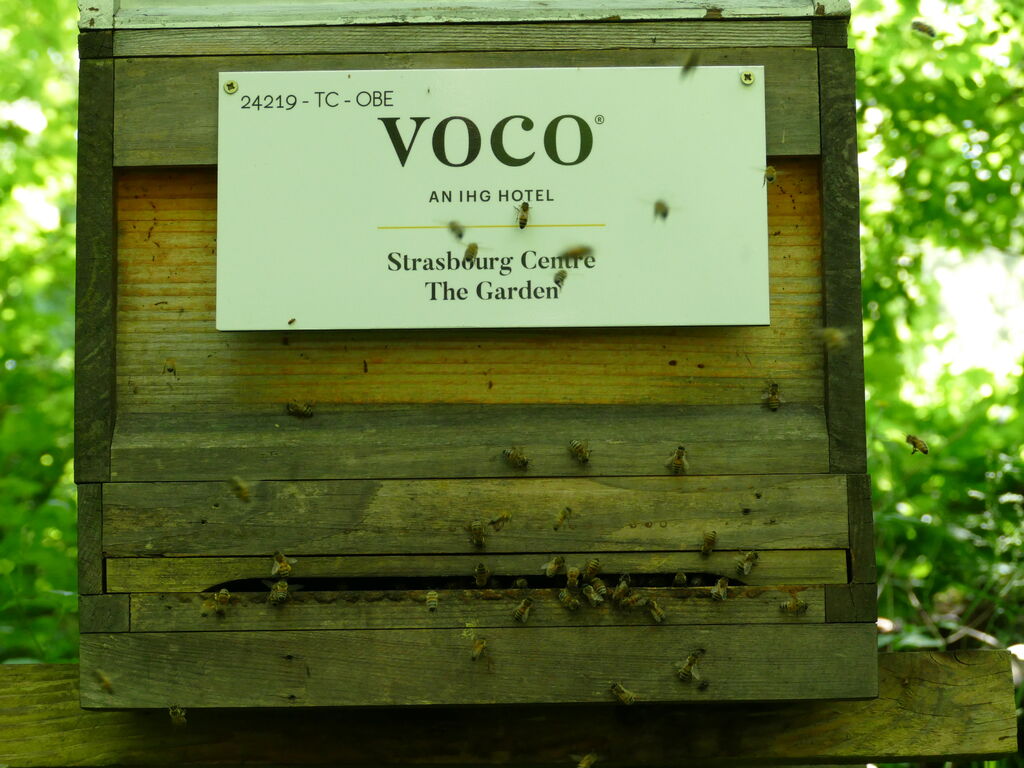 24219 - TC - OBE
VOCO®
AN IHG HOTEL
Strasbourg Centre
The Garden